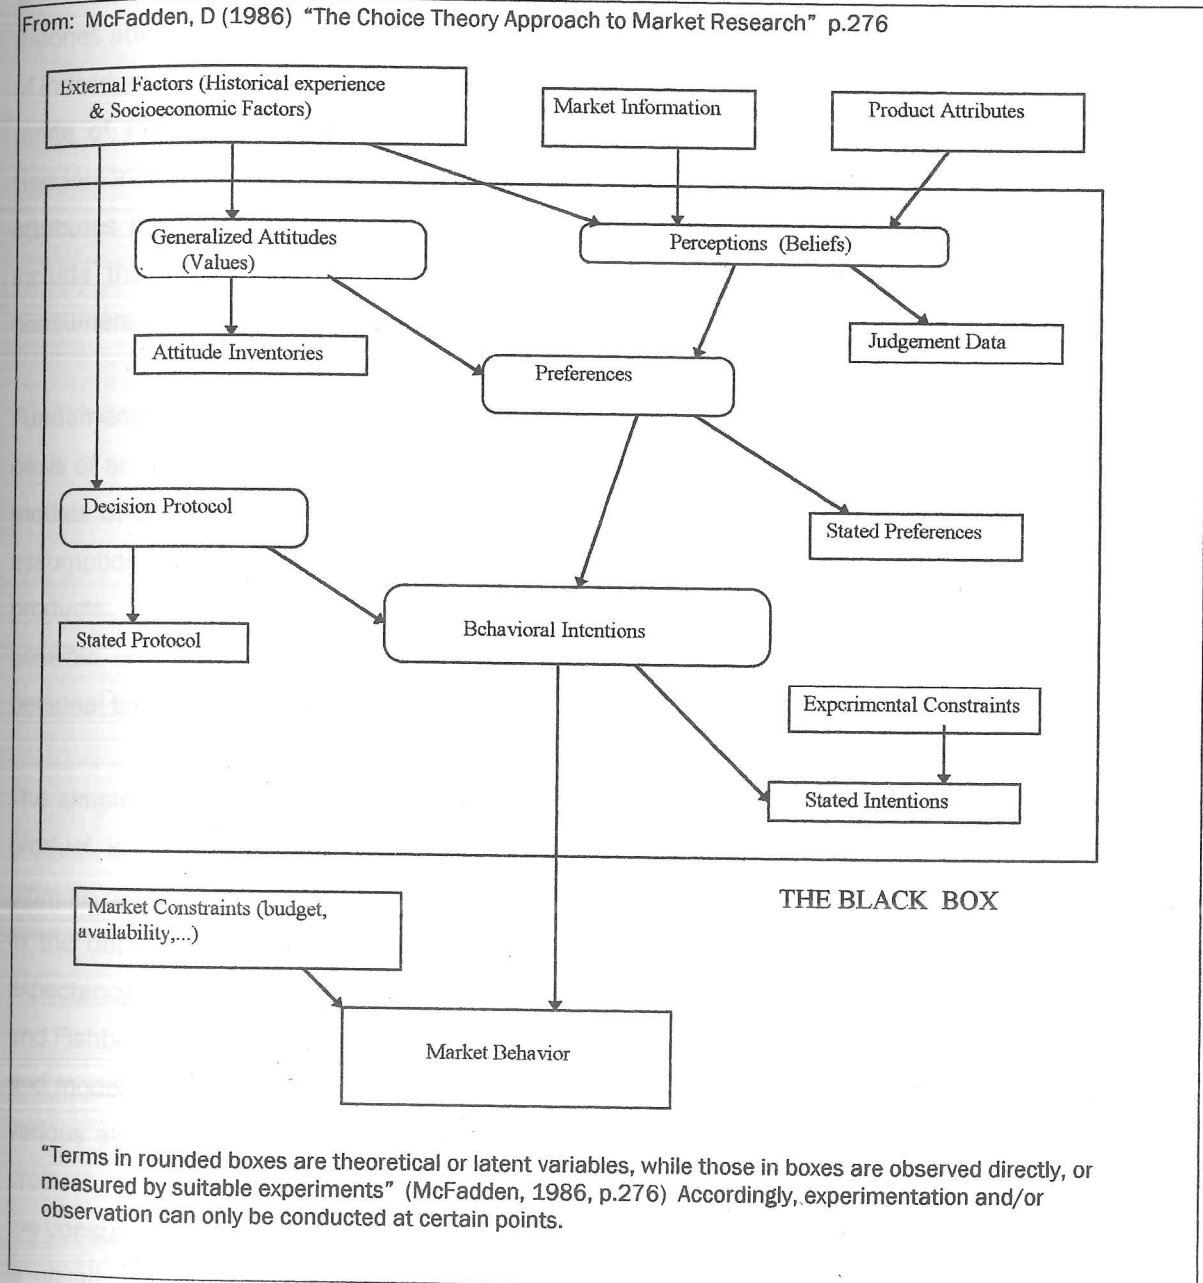 From: McFadden, D (1986) “The Choice Theory Approach to Market Research” p.276
External Factors (Historical experience
& Socioeconomic Factors)
Market Information
Product Attributes
Generalized Attitudes
(Values)
Perceptions (Beliefs)
Attitude Inventories
Judgement Data
Preferences
Decision Protocol
Stated Preferences
Stated Protocol
Behavioral Intentions
Experimental Constraints
Stated Intentions
THE BLACK BOX
Market Constraints (budget,
availability,...)
Market Behavior
“Terms in rounded boxes are theoretical or latent variables, while those in boxes are observed directly, or
measured by suitable experiments” (McFadden, 1986, p.276) Accordingly, experimentation and/or
observation can only be conducted at certain points.